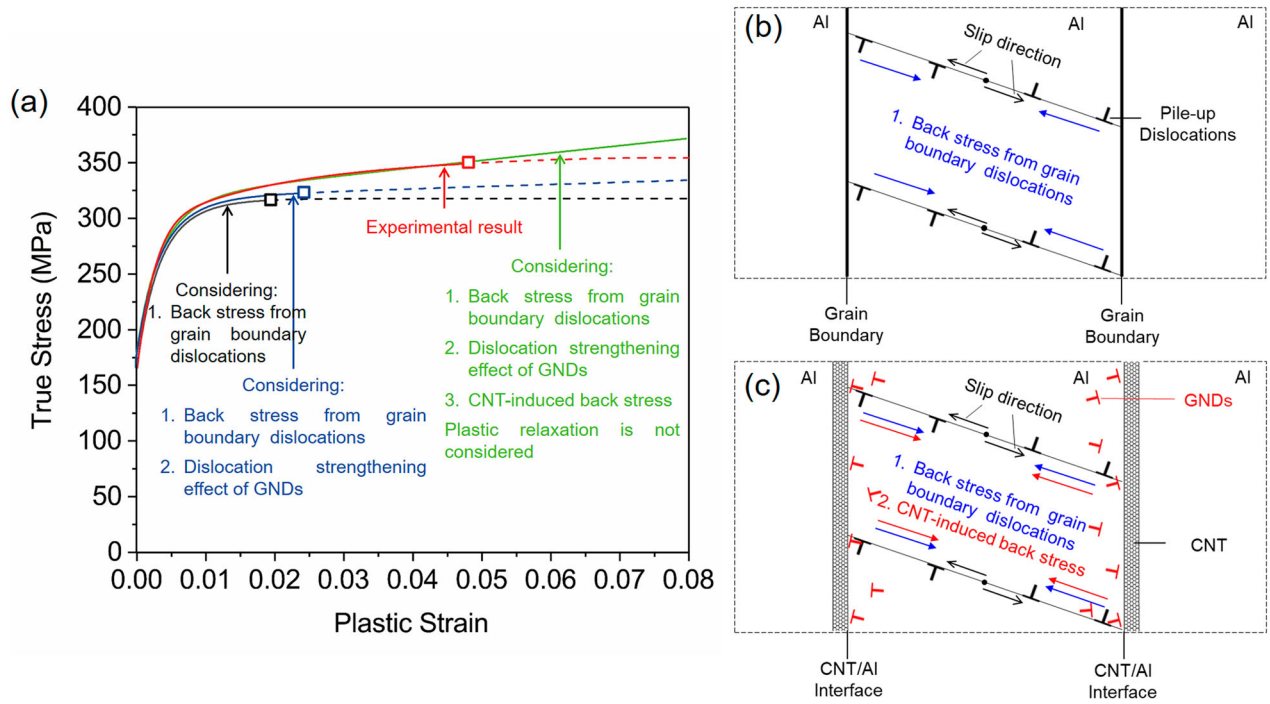 (a)
True Stress (MPa)
400
350
300
250
200
150
100
50
0
0.00 0.01 0.02 0.03 0.04 0.05 0.06 0.07 0.08
Plastic Strain
Experimental result
Considering:
1. Back stress from
grain boundary
dislocations
Considering:
1. Back stress from grain
boundary dislocations
2. Dislocation strengthening
effect of GNDs
Considering:
1. Back stress from grain
boundary dislocations
2. Dislocation strengthening
effect of GNDs
3. CNT-induced back stress
Plastic relaxation is not
considered
(b)
Al
Al
Al
Slip direction
1. Back stress from grain
boundary dislocations
Pile-up
Dislocations
Grain
Boundary
Grain
Boundary
(c)
Al
Al
Al
Slip direction
GNDs
1. Back stress from grain
boundary dislocations
2. CNT-induced back stress
CNT
CNT/Al
Interface
CNT/Al
Interface